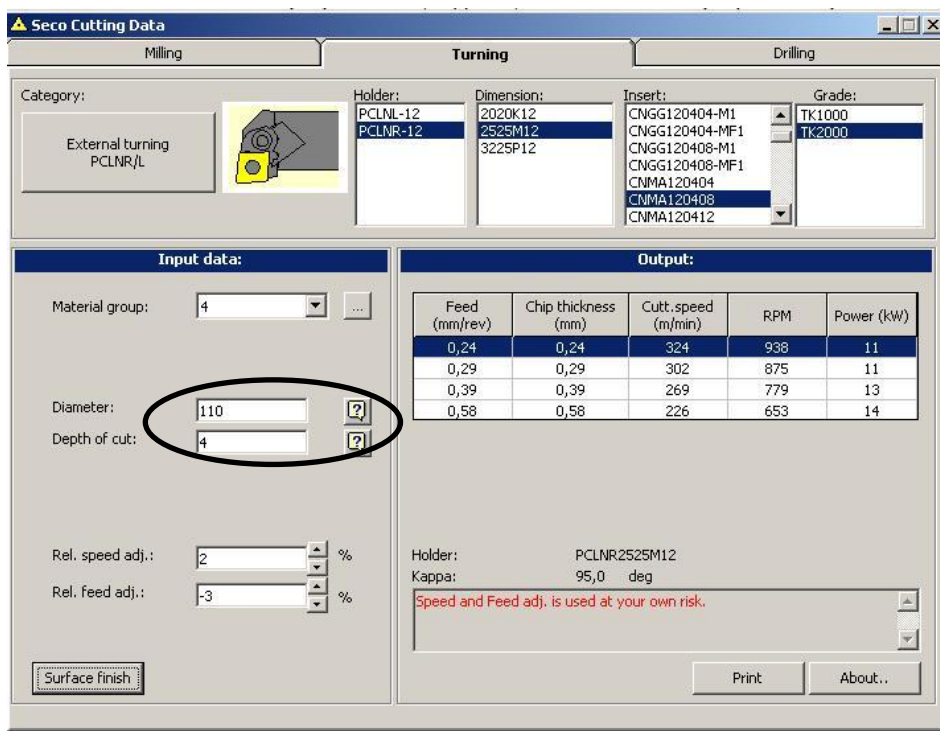 Seco Cutting Data
Milling
Turning
Drilling
Category:
External turning
PCLNR/L
Holder:
PCLNL-12
PCLNR-12
Dimension:
2020K12
2525M12
3225P12
Insert:
CNGG120404-M1
CNGG120404-MF1
CNGG120408-M1
CNGG120408-MF1
CNMA120404
CNMA120408
CNMA120412
Grade:
TK1000
TK2000
Input data:
Material group: 4 ...
Diameter: 110 ?
Depth of cut: 4 ?
Rel. speed adj.: 2 %
Rel. feed adj.: -3 %
Surface finish
Output:
Feed (mm/rev) Chip thickness (mm) Cutt.speed (m/min) RPM Power (kW)
0,24 0,24 324 938 11
0,29 0,29 302 875 11
0,39 0,39 269 779 13
0,58 0,58 226 653 14
Holder: PCLNR2525M12
Kappa: 95,0 deg
Speed and Feed adj. is used at your own risk.
Print
About..